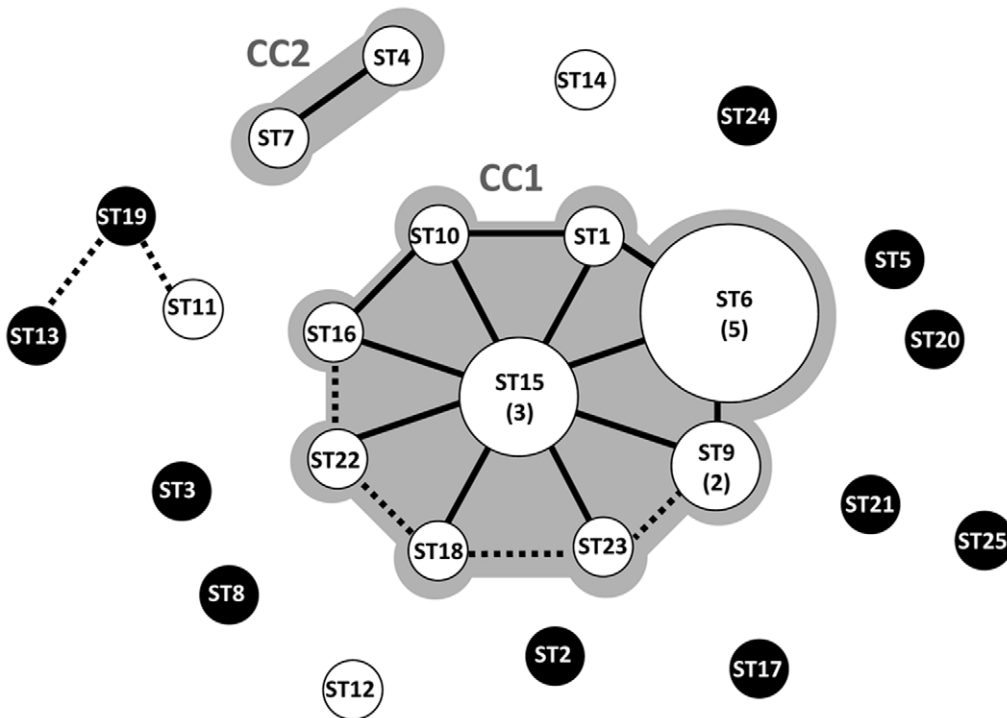 CC2
ST4
ST14
ST7
ST24
CC1
ST19
ST10
ST1
ST5
ST11
ST6
(5)
ST13
ST16
ST20
ST15
(3)
ST22
ST9
(2)
ST3
ST21
ST18
ST23
ST25
ST8
ST2
ST17
ST12